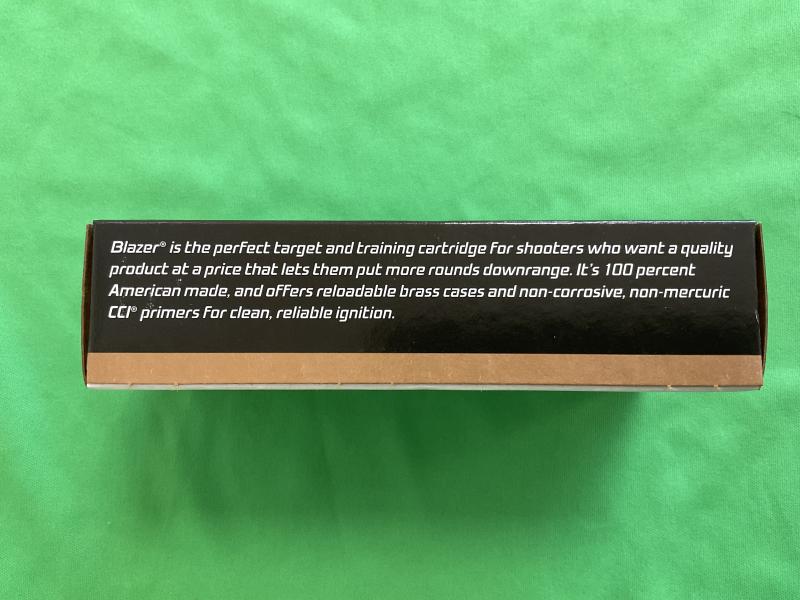 Blazer® is the perfect target and training cartridge for shooters who want a quality
product at a price that lets them put more rounds downrange. It's 100 percent
American made, and offers reloadable brass cases and non-corrosive, non-mercuric
CCI® primers for clean, reliable ignition.